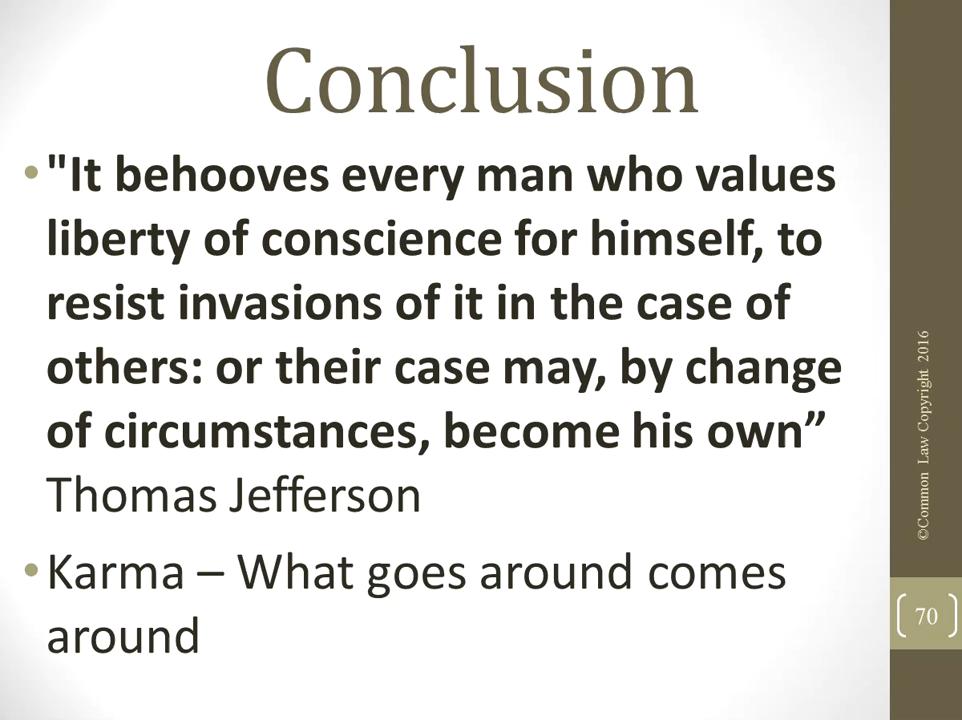 Conclusion
• "It behooves every man who values
liberty of conscience for himself, to
resist invasions of it in the case of
others: or their case may, by change
of circumstances, become his own”
Thomas Jefferson
• Karma – What goes around comes
around
©Common Law Copyright 2016
70